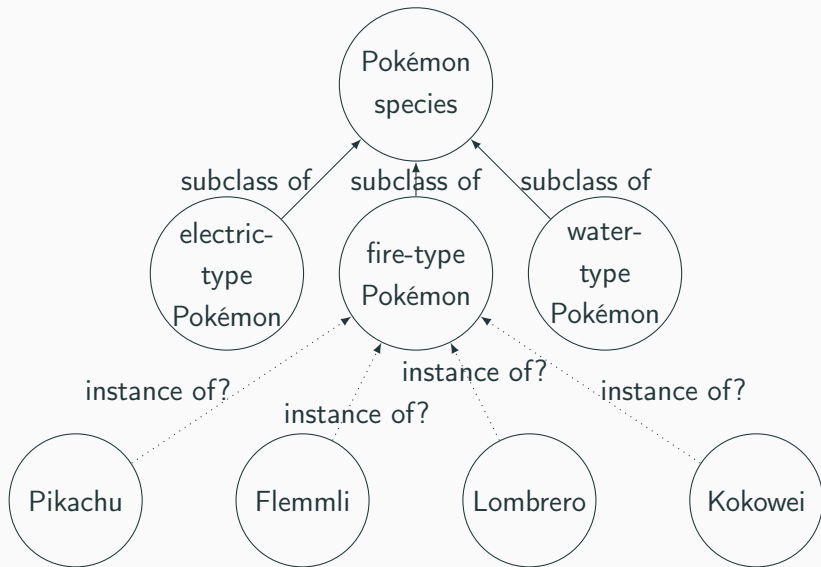 Pokémon
species
subclass of
subclass of
subclass of
electric-
type
Pokémon
fire-type
Pokémon
water-
type
Pokémon
instance of?
instance of?
instance of?
instance of?
Pikachu
Flemmli
Lombrero
Kokowei